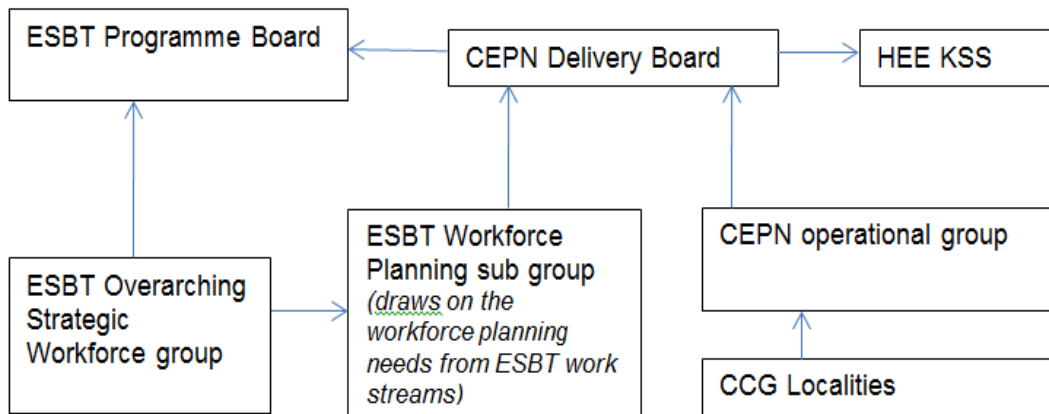 ESBT Programme Board
CEPN Delivery Board
HEE KSS
ESBT Overarching
Strategic
Workforce group
ESBT Workforce
Planning sub group
(draws on the
workforce planning
needs from ESBT work
streams)
CEPN operational group
CCG Localities